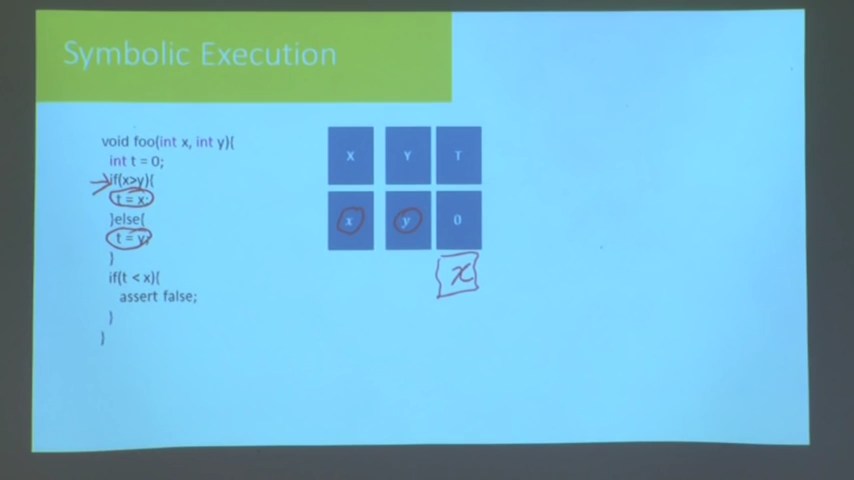 Symbolic Execution
void foo(int x, int y){
int t = 0;
if(x>y){
t = x;
}else{
t = y;
}
if(t < x){
assert false;
}
}
X Y T
x y 0
x